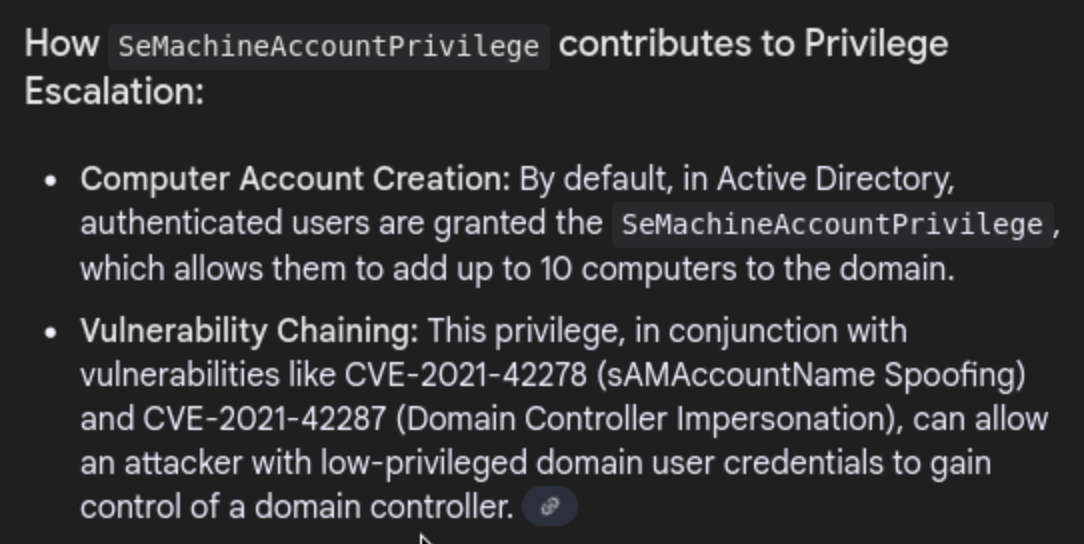 How SeMachineAccountPrivilege contributes to Privilege
Escalation:
• Computer Account Creation: By default, in Active Directory,
authenticated users are granted the SeMachineAccountPrivilege,
which allows them to add up to 10 computers to the domain.
• Vulnerability Chaining: This privilege, in conjunction with
vulnerabilities like CVE-2021-42278 (sAMAccountName Spoofing)
and CVE-2021-42287 (Domain Controller Impersonation), can allow
an attacker with low-privileged domain user credentials to gain
control of a domain controller.